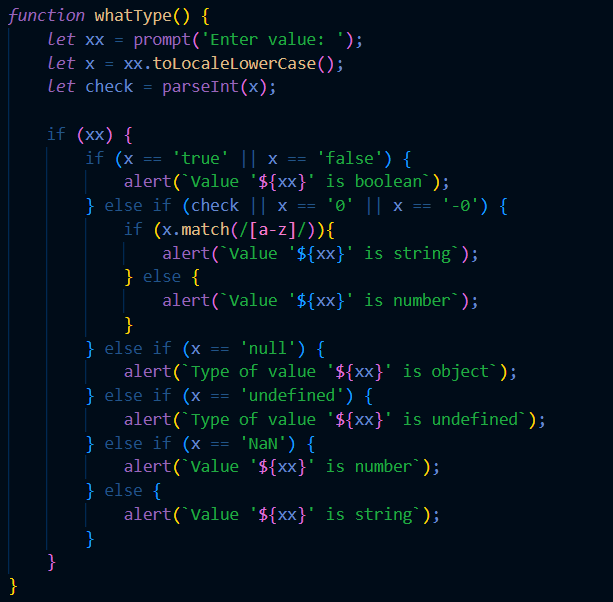 function whatType() {
    let xx = prompt('Enter value: ');
    let x = xx.toLocaleLowerCase();
    let check = parseInt(x);

    if (xx) {
        if (x == 'true' || x == 'false') {
            alert(`Value '${xx}' is boolean`);
        } else if (check || x == '0' || x == '-0') {
            if (x.match(/[a-z]/)){
                alert(`Value '${xx}' is string`);
            } else {
                alert(`Value '${xx}' is number`);
            }
        } else if (x == 'null') {
            alert(`Type of value '${xx}' is object`);
        } else if (x == 'undefined') {
            alert(`Type of value '${xx}' is undefined`);
        } else if (x == 'NaN') {
            alert(`Value '${xx}' is number`);
        } else {
            alert(`Value '${xx}' is string`);
        }
    }
}